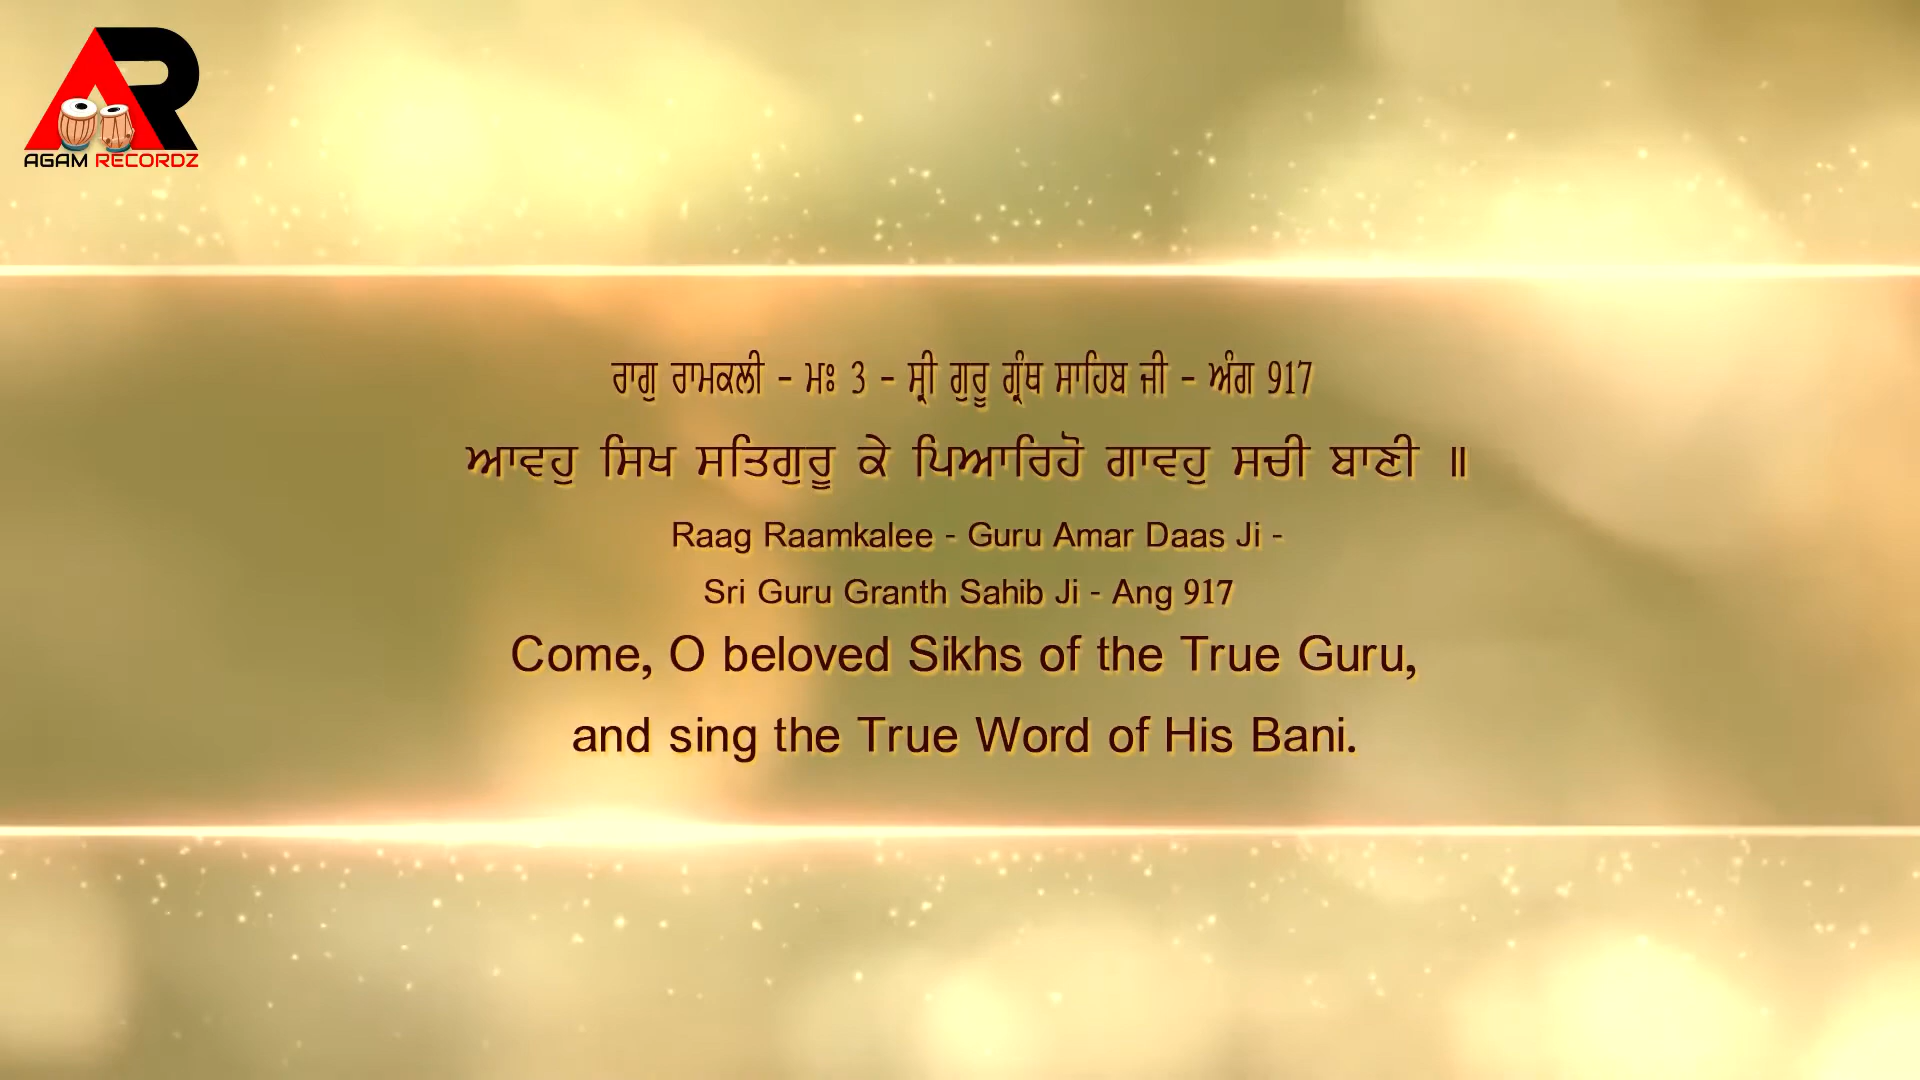 AGAM RECORDZ
ਰਾਗੁ ਰਾਮਕਲੀ - ਮਃ 3 - ਸ੍ਰੀ ਗੁਰੂ ਗ੍ਰੰਥ ਸਾਹਿਬ ਜੀ - ਅੰਗ 917
ਆਵਹੁ ਸਿਖ ਸਤਿਗੁਰੂ ਕੇ ਪਿਆਰਿਹੋ ਗਾਵਹੁ ਸਚੀ ਬਾਣੀ ॥
Raag Raamkalee - Guru Amar Daas Ji -
Sri Guru Granth Sahib Ji - Ang 917
Come, O beloved Sikhs of the True Guru,
and sing the True Word of His Bani.